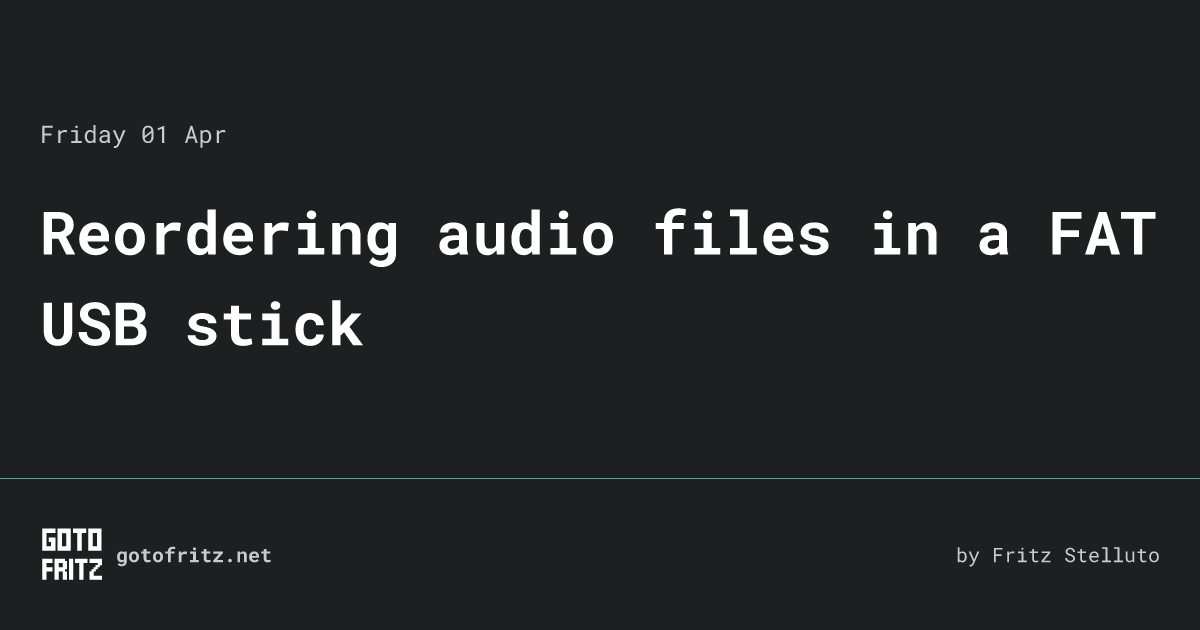 Friday 01 Apr
Reordering audio files in a FAT
USB stick
GOTO
FRITZ
gotofritz.net
by Fritz Stelluto